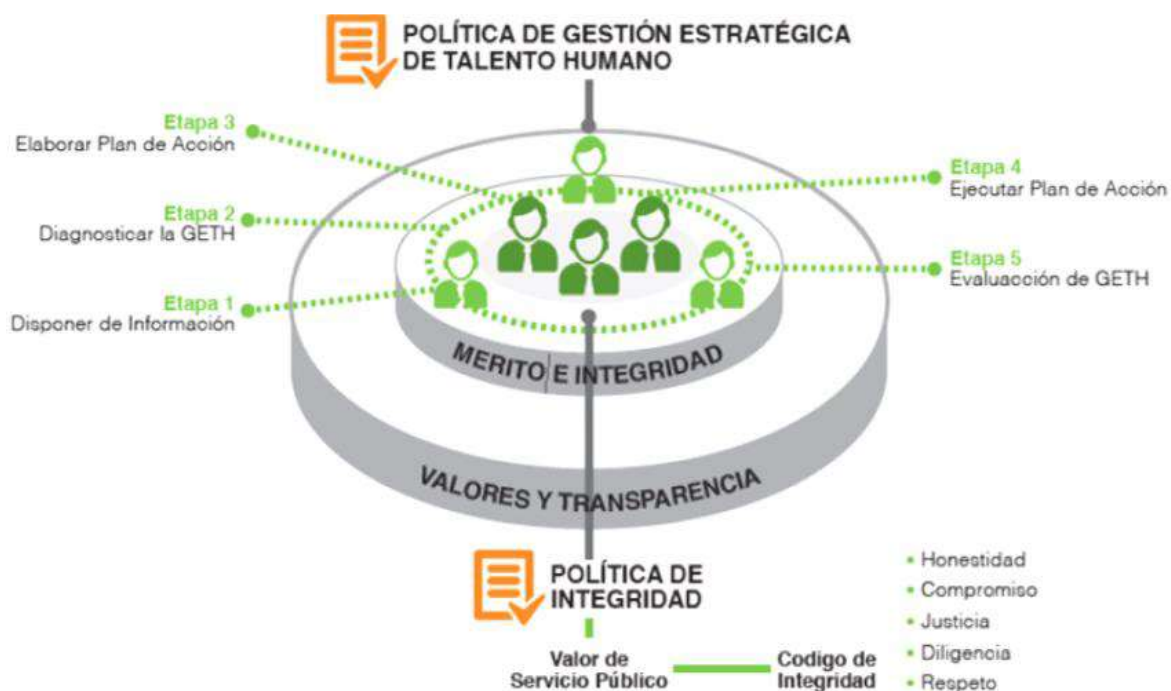 POLÍTICA DE GESTIÓN ESTRATÉGICA
DE TALENTO HUMANO
Etapa 3
Elaborar Plan de Acción
Etapa 2
Diagnosticar la GETH
Etapa 1
Disponer de Información
Etapa 4
Ejecutar Plan de Acción
Etapa 5
Evaluacción de GETH
MERITO E INTEGRIDAD
VALORES Y TRANSPARENCIA
POLÍTICA DE
INTEGRIDAD
Valor de
Servicio Público
Codigo de
Integridad
• Honestidad
• Compromiso
• Justicia
• Diligencia
• Respeto